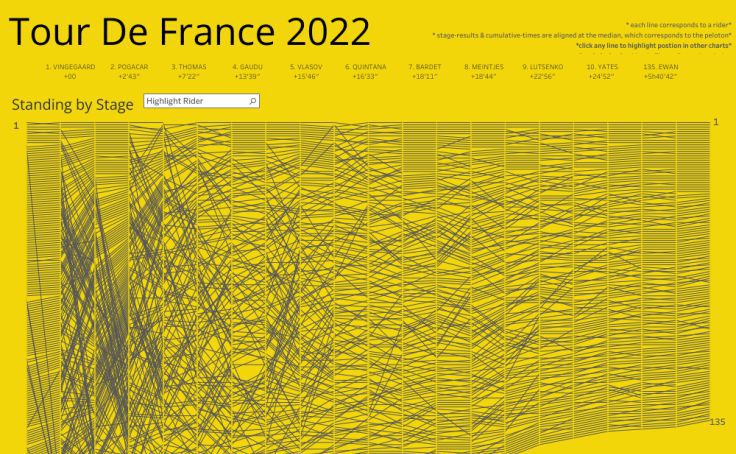 Tour De France 2022
* each line corresponds to a rider*
* stage-results & cumulative-times are aligned at the median, which corresponds to the peloton*
*click any line to highlight postion in other charts*
1. VINGEGAARD 2. POGACAR 3. THOMAS 4. GAUDU 5. VLASOV 6. QUINTANA 7. BARDET 8. MEINTJES 9. LUTSENKO 10. YATES 135. EWAN
+00 +2'43" +7'22" +13'39" +15'46" +16'33" +18'11" +18'44" +22'56" +24'52" +5h40'42"
Standing by Stage
Highlight Rider
1 1
135